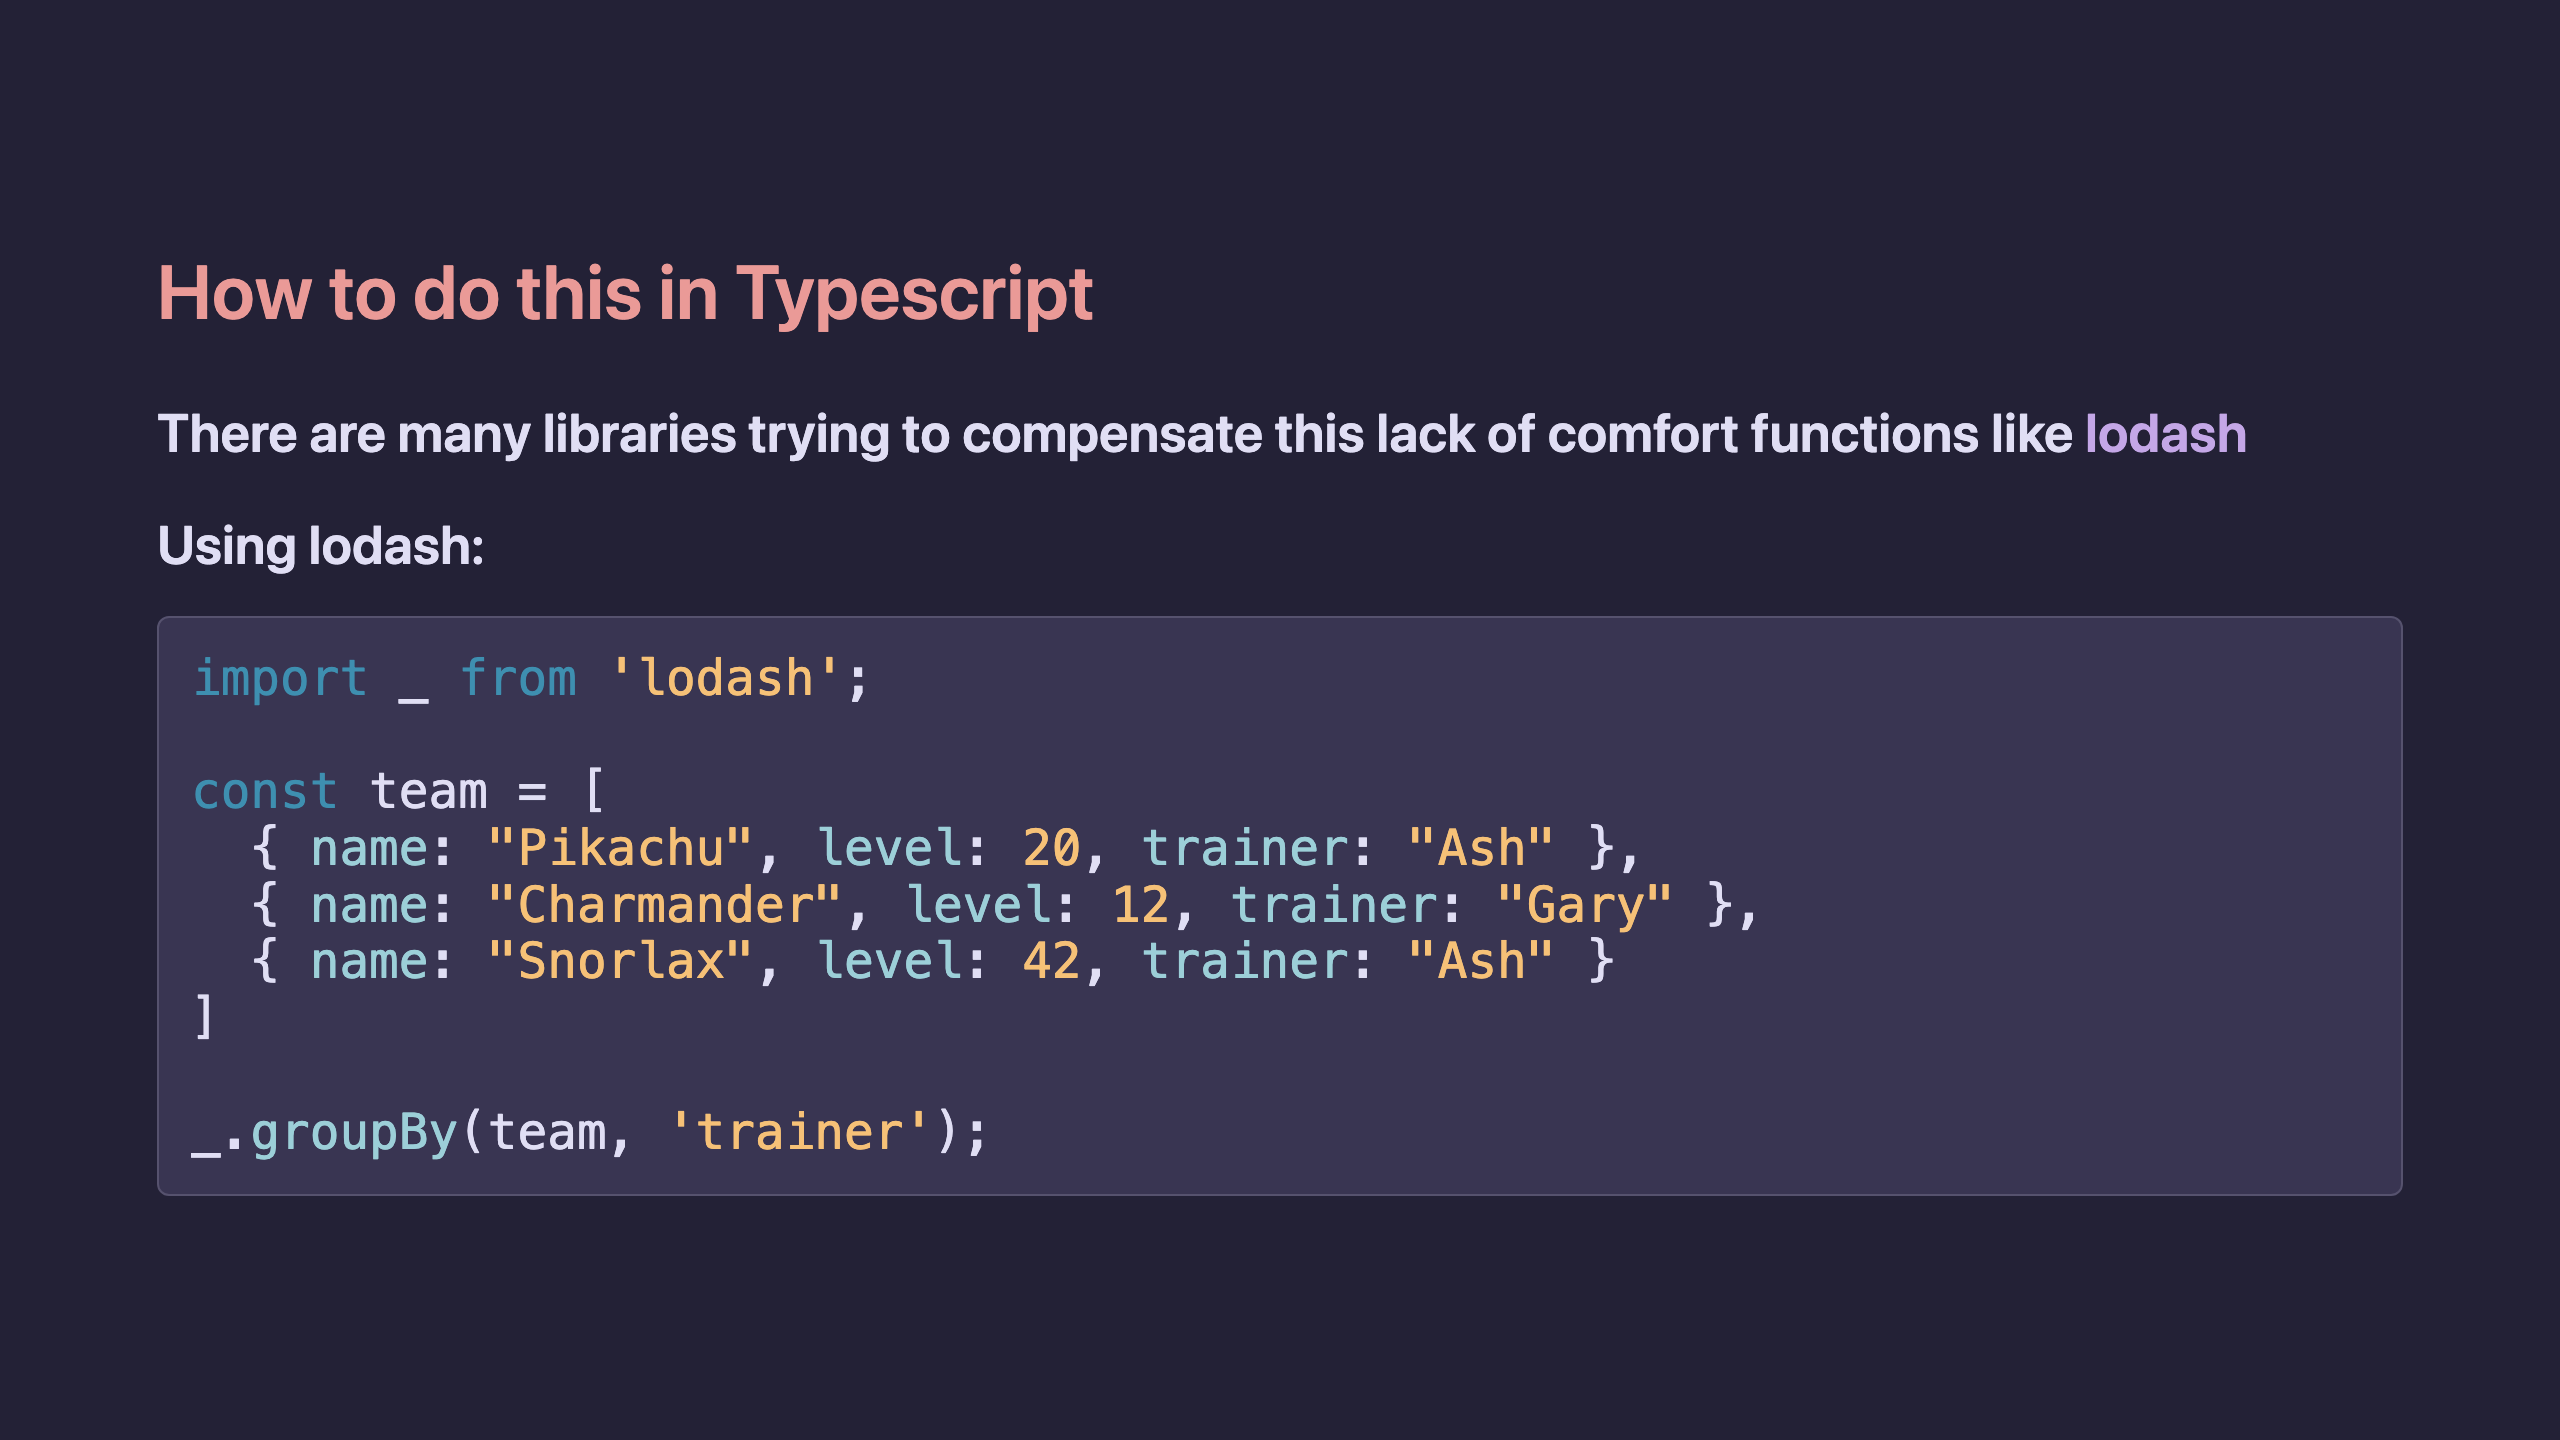 How to do this in Typescript
There are many libraries trying to compensate this lack of comfort functions like lodash
Using lodash:
import _ from 'lodash';
const team = [
  { name: "Pikachu", level: 20, trainer: "Ash" },
  { name: "Charmander", level: 12, trainer: "Gary" },
  { name: "Snorlax", level: 42, trainer: "Ash" }
]
_.groupBy(team, 'trainer');